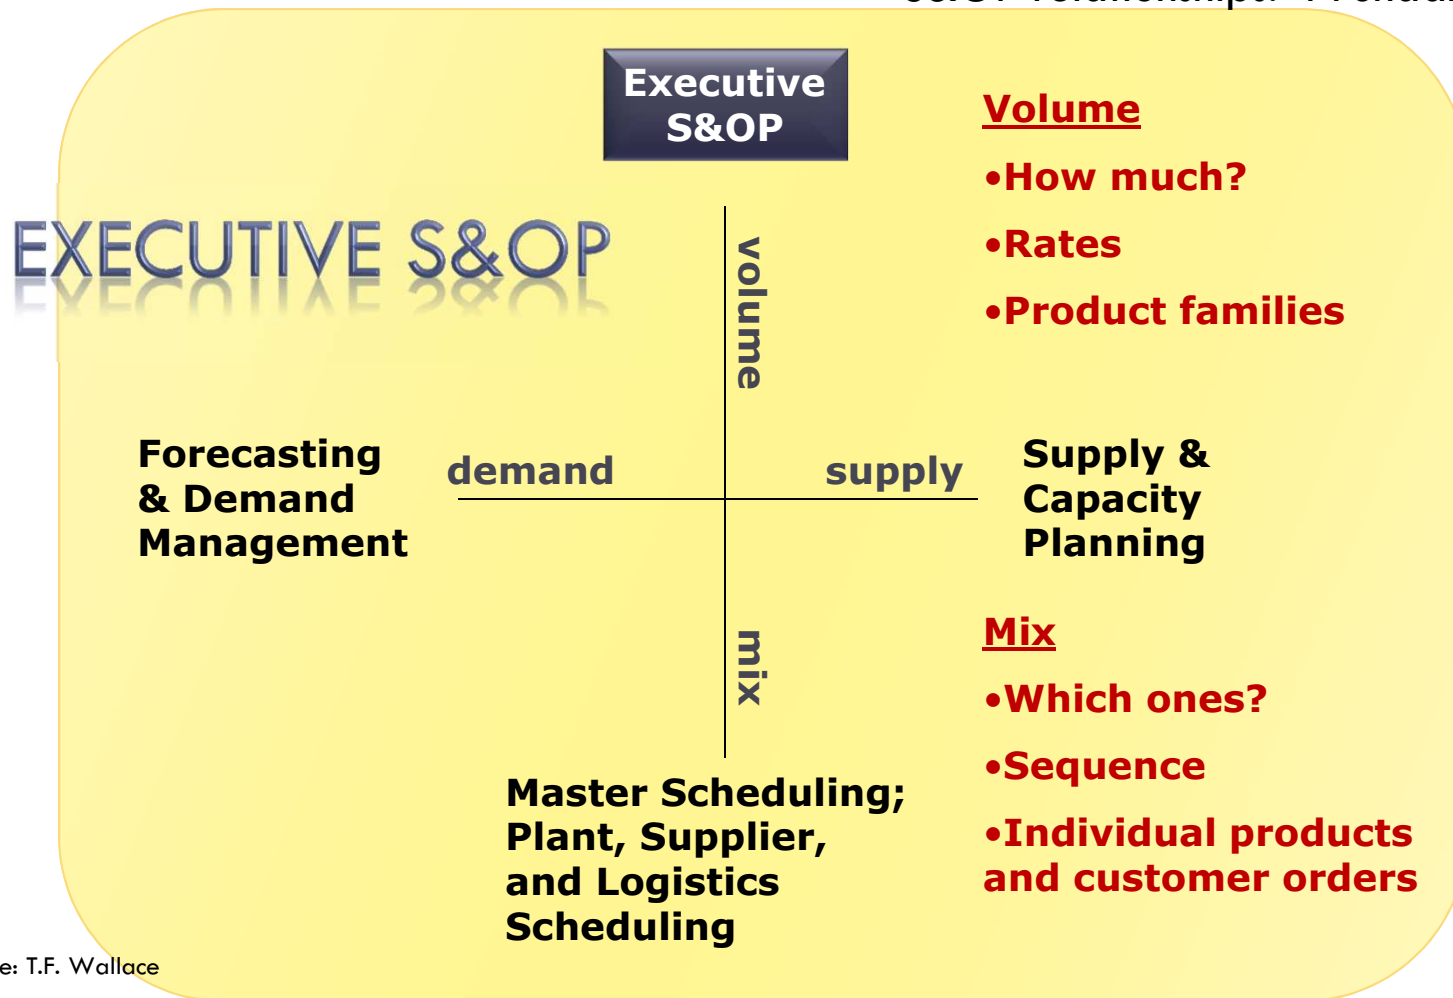 Executive
S&OP
Volume
•How much?
•Rates
•Product families
EXECUTIVE S&OP
volume
Forecasting
& Demand
Management
demand
supply
Supply &
Capacity
Planning
mix
Mix
•Which ones?
•Sequence
•Individual products
and customer orders
Master Scheduling;
Plant, Supplier,
and Logistics
Scheduling
e: T.F. Wallace